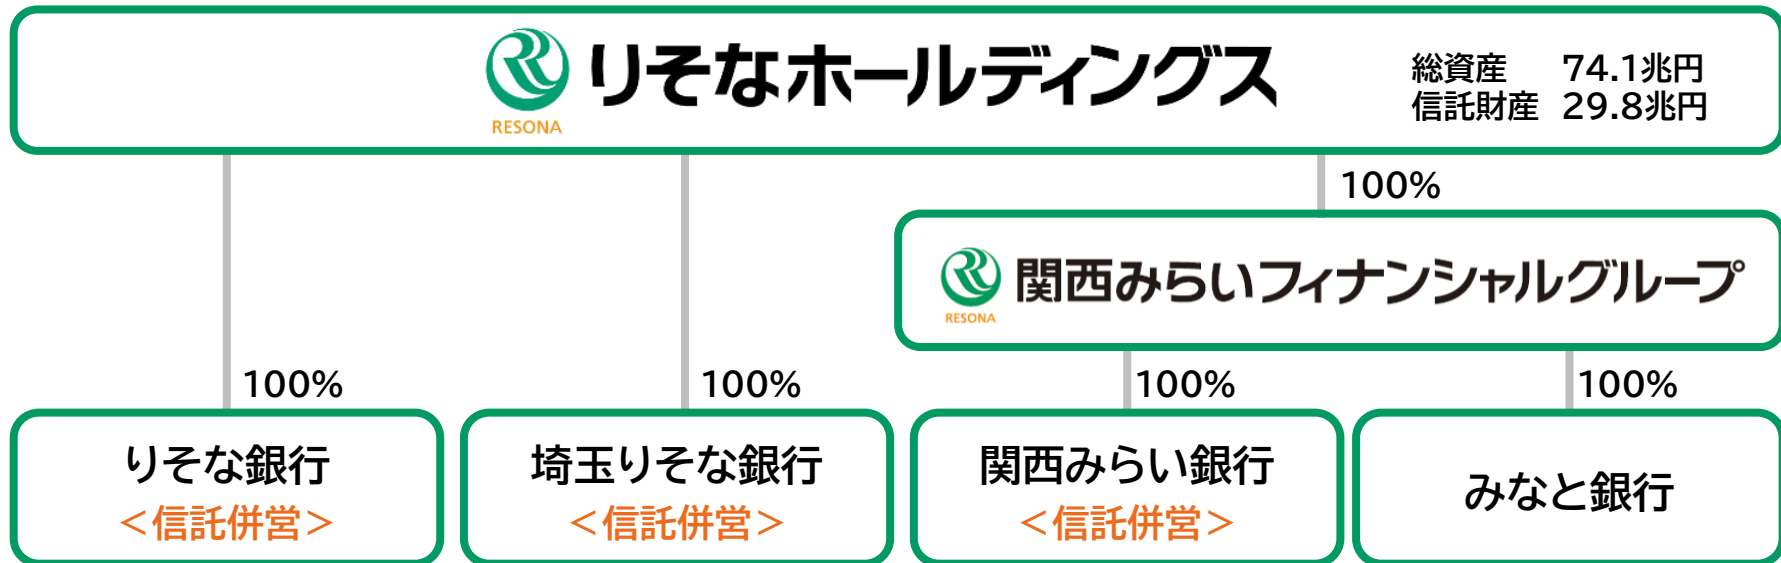 りそなホールディングス
RESONA
総資産 74.1兆円
信託財産 29.8兆円
100%
関西みらいフィナンシャルグループ
RESONA
100%
100%
100%
100%
りそな銀行
<信託併営>
埼玉りそな銀行
<信託併営>
関西みらい銀行
<信託併営>
みなと銀行